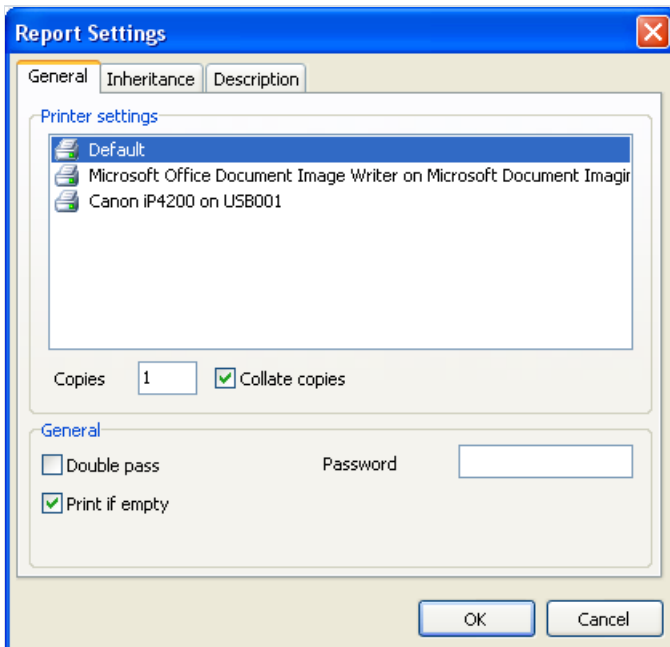 Report Settings
General Inheritance Description
Printer settings
Default
Microsoft Office Document Image Writer on Microsoft Document Imagin
Canon iP4200 on USB001
Copies 1 Collate copies
General
Double pass Password
Print if empty
OK Cancel